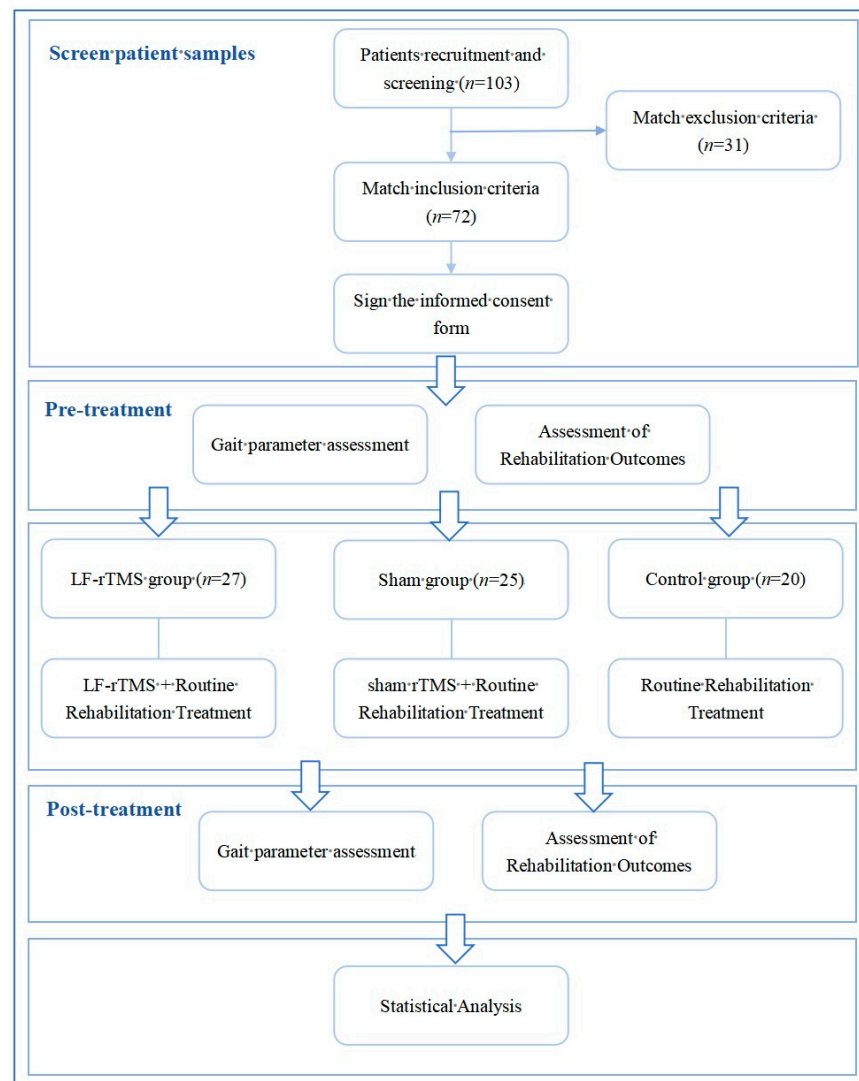 Screen patient samples
Patients recruitment and
screening (n=103)
Match exclusion criteria
(n=31)
Match inclusion criteria
(n=72)
Sign the informed consent
form
Pre-treatment
Gait parameter assessment
Assessment of
Rehabilitation Outcomes
LF-rTMS group (n=27)
Sham group (n=25)
Control group (n=20)
LF-rTMS + Routine
Rehabilitation Treatment
sham rTMS + Routine
Rehabilitation Treatment
Routine Rehabilitation
Treatment
Post-treatment
Gait parameter assessment
Assessment of
Rehabilitation Outcomes
Statistical Analysis